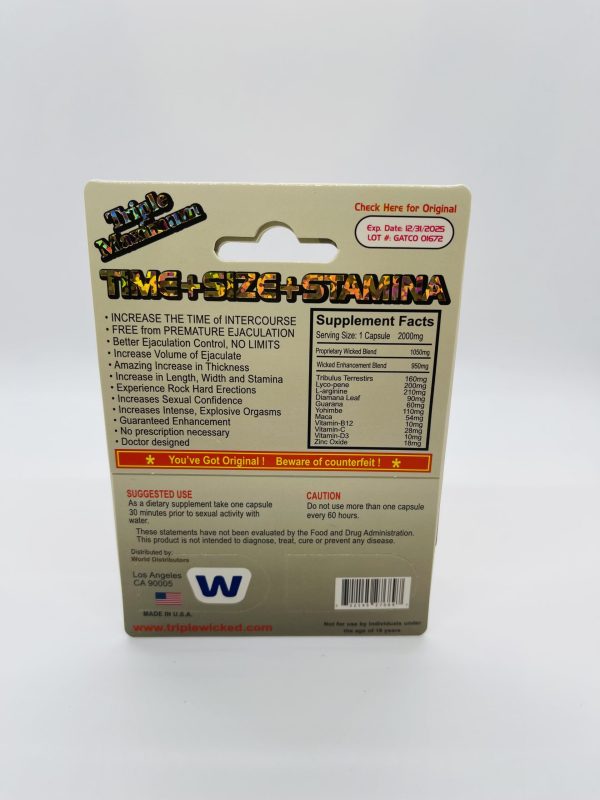 Triple
Maximum
Check Here for Original
Exp. Date: 12/31/2025
LOT #: GATCO 01672
TIME+SIZE+STAMINA
• INCREASE THE TIME of INTERCOURSE
• FREE from PREMATURE EJACULATION
• Better Ejaculation Control, NO LIMITS
• Increase Volume of Ejaculate
• Amazing Increase in Thickness
• Increase in Length, Width and Stamina
• Experience Rock Hard Erections
• Increases Sexual Confidence
• Increases Intense, Explosive Orgasms
• Guaranteed Enhancement
• No prescription necessary
• Doctor designed
Supplement Facts
Serving Size: 1 Capsule 2000mg
Proprietary Wicked Blend 1050mg
Wicked Enhancement Blend 950mg
Tribulus Terrestirs 160mg
Lyco-pene 200mg
L-arginine 210mg
Diamana Leaf 90mg
Guarana 60mg
Yohimbe 110mg
Maca 54mg
Vitamin-B12 10mg
Vitamin-C 28mg
Vitamin-D3 10mg
Zinc Oxide 18mg
* You've Got Original ! Beware of counterfeit ! *
SUGGESTED USE
As a dietary supplement take one capsule
30 minutes prior to sexual activity with
water.
CAUTION
Do not use more than one capsule
every 60 hours.
These statements have not been evaluated by the Food and Drug Administration.
This product is not intended to diagnose, treat, cure or prevent any disease.
Distributed by:
World Distributors
Los Angeles
CA 90005
W
MADE IN U.S.A.
www.triplewicked.com
Not for use by individuals under
the age of 18 years.